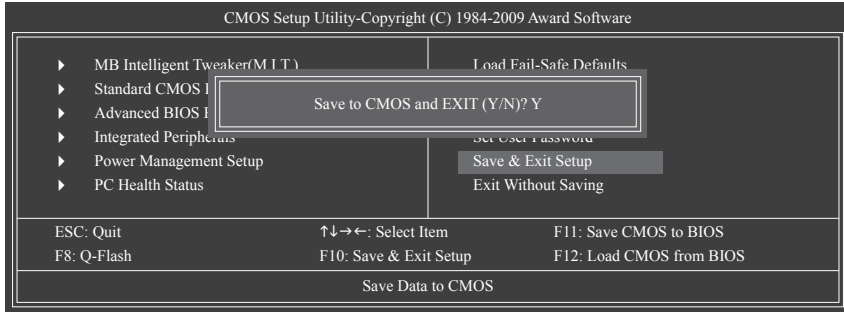 CMOS Setup Utility-Copyright (C) 1984-2009 Award Software
MB Intelligent Tweaker(M.I.T.)
Standard CMOS
Advanced BIOS
Integrated Peripherals
Power Management Setup
PC Health Status
Load Fail-Safe Defaults
Set User Password
Save & Exit Setup
Exit Without Saving
Save to CMOS and EXIT (Y/N)? Y
ESC: Quit ↑↓→←: Select Item F11: Save CMOS to BIOS
F8: Q-Flash F10: Save & Exit Setup F12: Load CMOS from BIOS
Save Data to CMOS